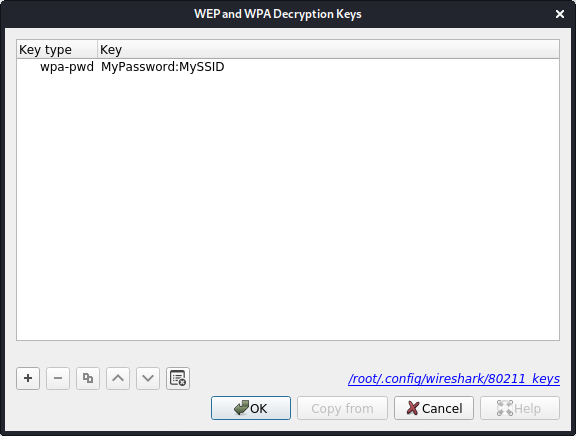 WEP and WPA Decryption Keys
Key type Key
wpa-pwd MyPassword:MySSID
/root/.config/wireshark/80211_keys
OK Copy from Cancel Help